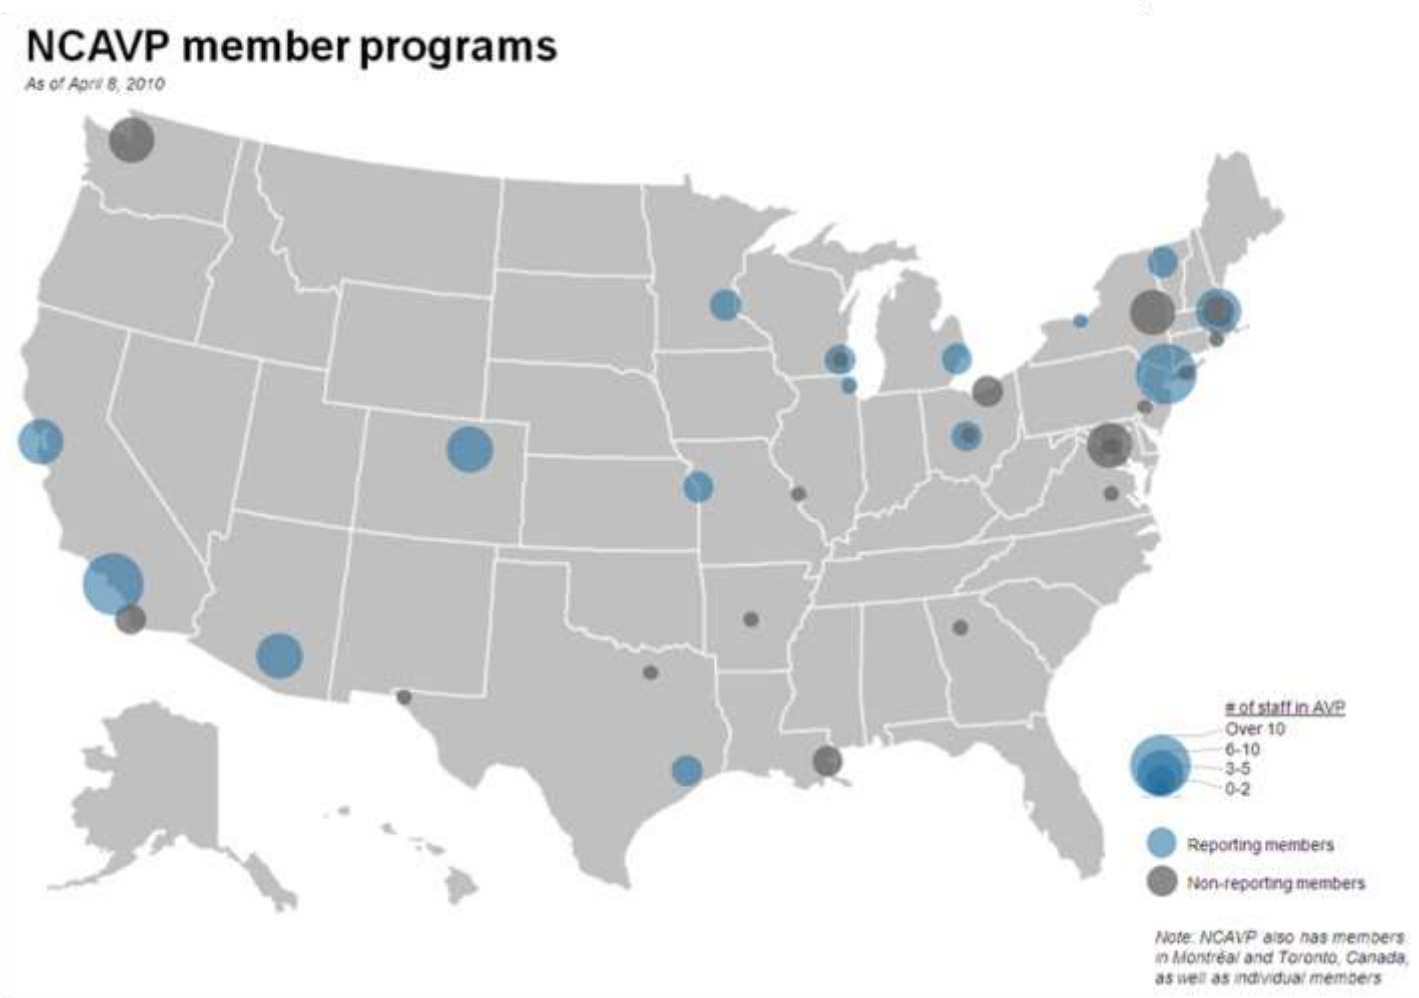 NCAVP member programs
As of April 8, 2010
# of staff in AVP
Over 10
6-10
3-5
0-2
Reporting members
Non-reporting members
Note: NCAVP also has members
in Montréal and Toronto, Canada,
as well as individual members